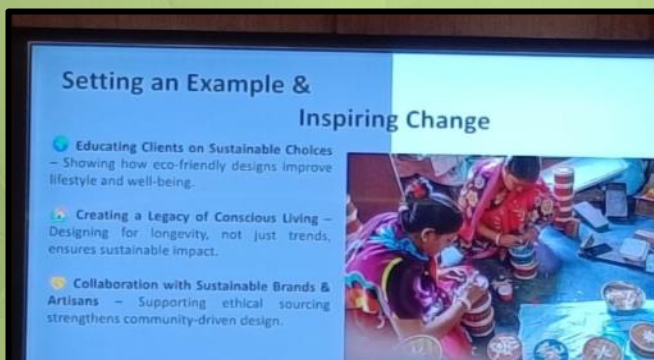 Setting an Example &
Inspiring Change
Educating Clients on Sustainable Choices
– Showing how eco-friendly designs improve
lifestyle and well-being.
Creating a Legacy of Conscious Living –
Designing for longevity, not just trends,
ensures sustainable impact.
Collaboration with Sustainable Brands &
Artisans – Supporting ethical sourcing
strengthens community-driven design.